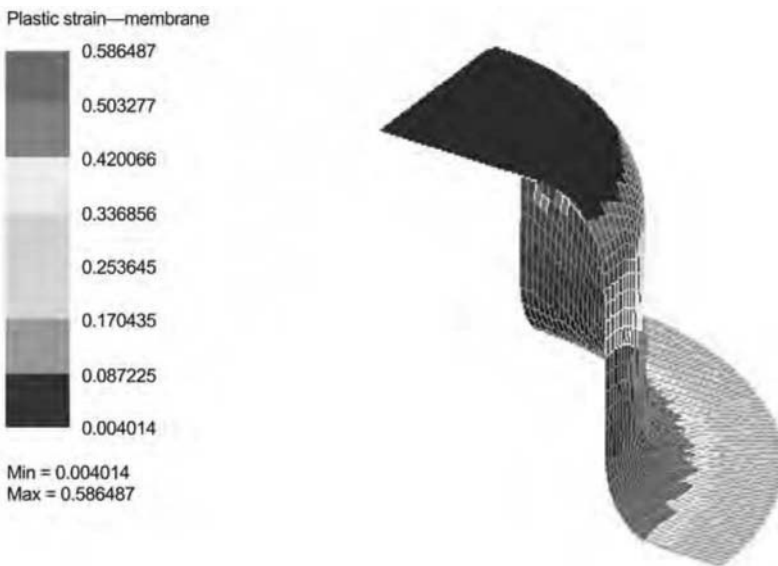 Plastic strain—membrane
0.586487
0.503277
0.420066
0.336856
0.253645
0.170435
0.087225
0.004014
Min = 0.004014
Max = 0.586487